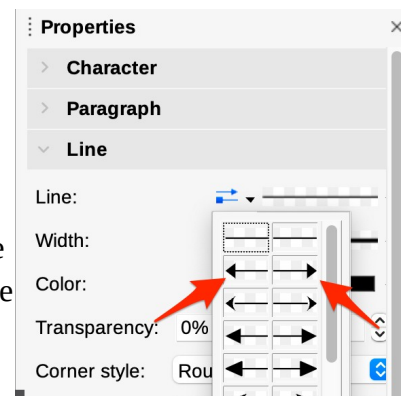 Properties
Character
Paragraph
Line
Line:
Width:
Color:
Transparency: 0%
Corner style: Rou
e
e